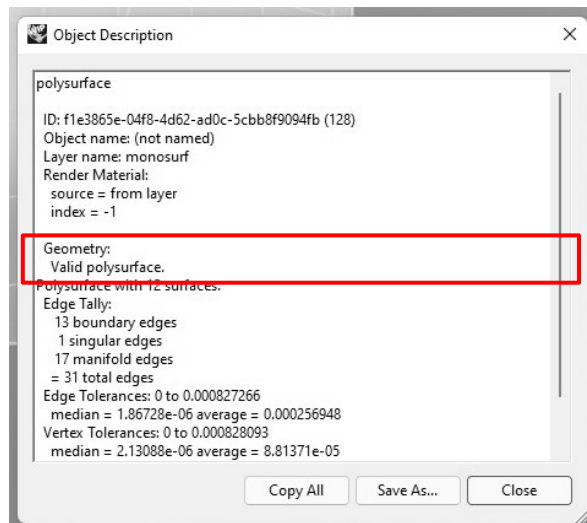 Object Description
polysurface
ID: f1e3865e-04f8-4d62-ad0c-5cbb8f9094fb (128)
Object name: (not named)
Layer name: monosurf
Render Material:
source = from layer
index = -1
Geometry:
Valid polysurface.
Polysurface with 12 surfaces.
Edge Tally:
13 boundary edges
1 singular edges
17 manifold edges
= 31 total edges
Edge Tolerances: 0 to 0.000827266
median = 1.86728e-06 average = 0.000256948
Vertex Tolerances: 0 to 0.000828093
median = 2.13088e-06 average = 8.81371e-05
Copy All Save As... Close